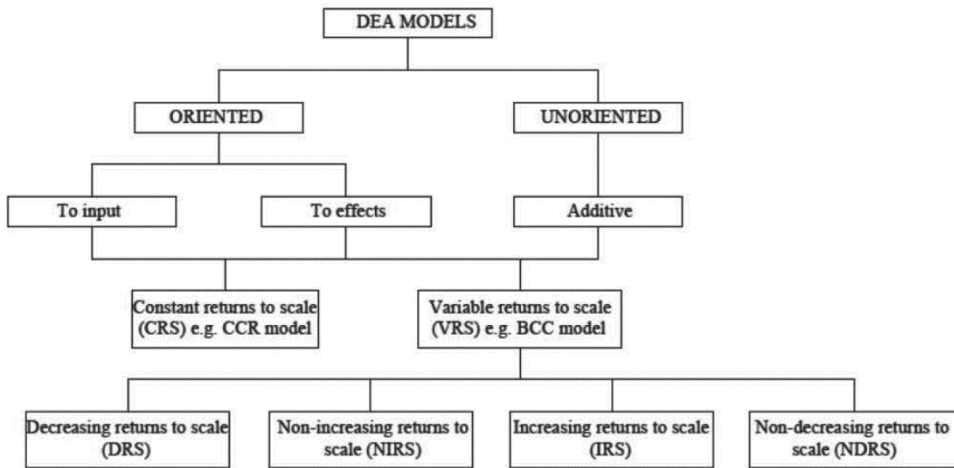 DEA MODELS
ORIENTED
UNORIENTED
To input
To effects
Additive
Constant returns to scale
(CRS) e.g. CCR model
Variable returns to scale
(VRS) e.g. BCC model
Decreasing returns to scale
(DRS)
Non-increasing returns to
scale (NIRS)
Increasing returns to scale
(IRS)
Non-decreasing returns to
scale (NDRS)